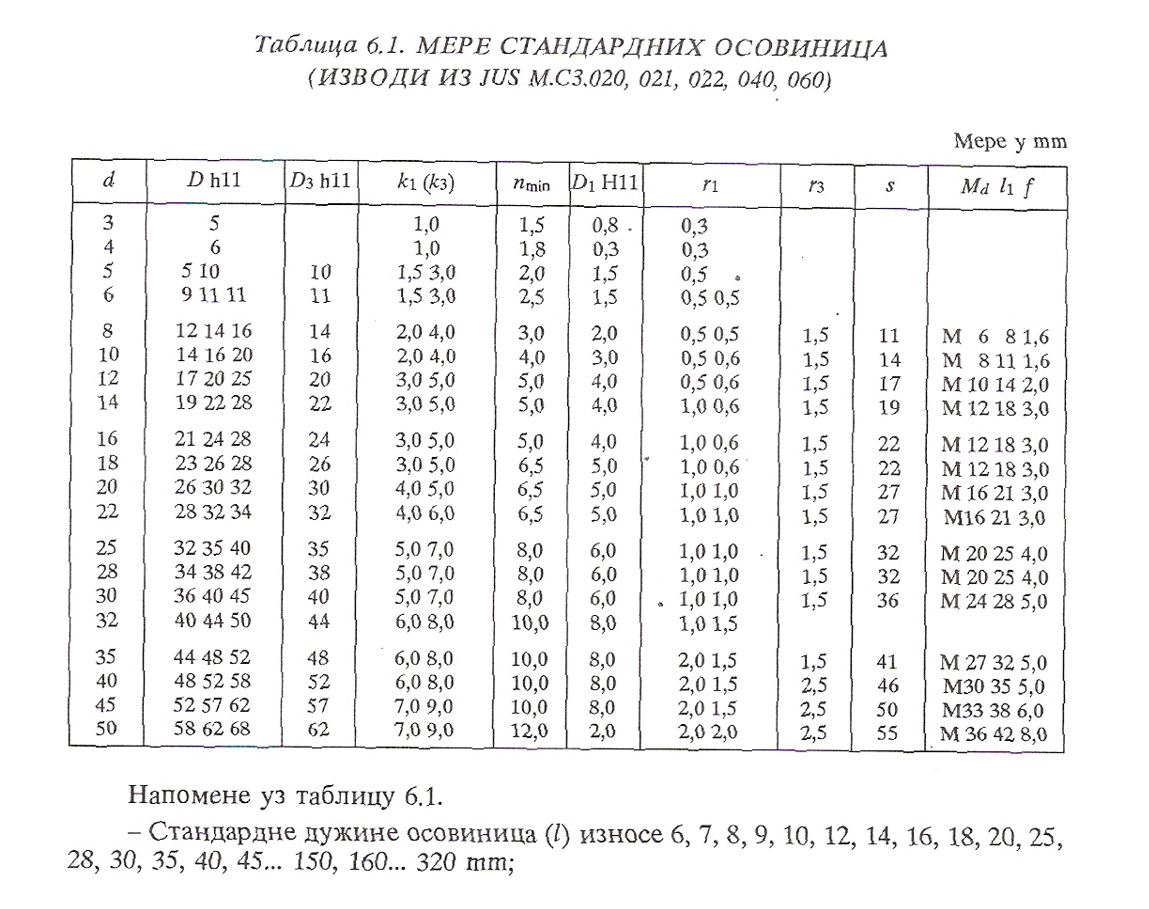 Таблица 6.1. МЕРЕ СТАНДАРДНИХ ОСОВИНИЦА
(ИЗВОДИ ИЗ JUS M.C3.020, 021, 022, 040, 060)
Мере у mm
d D h11 D3 h11 k1 (k3) nmin D1 H11 r1 r3 s Md l1 f
3 5 1,0 1,5 0,8 0,3
4 6 1,0 1,8 0,3 0,3
5 5 10 10 1,5 3,0 2,0 1,5 0,5
6 9 11 11 11 1,5 3,0 2,5 1,5 0,5 0,5
8 12 14 16 14 2,0 4,0 3,0 2,0 0,5 0,5 1,5 11 M 6 8 1,6
10 14 16 20 16 2,0 4,0 4,0 3,0 0,5 0,6 1,5 14 M 8 11 1,6
12 17 20 25 20 3,0 5,0 5,0 4,0 0,5 0,6 1,5 17 M 10 14 2,0
14 19 22 28 22 3,0 5,0 5,0 4,0 1,0 0,6 1,5 19 M 12 18 3,0
16 21 24 28 24 3,0 5,0 5,0 4,0 1,0 0,6 1,5 22 M 12 18 3,0
18 23 26 28 26 3,0 5,0 6,5 5,0 1,0 0,6 1,5 22 M 12 18 3,0
20 26 30 32 30 4,0 5,0 6,5 5,0 1,0 1,0 1,5 27 M 16 21 3,0
22 28 32 34 32 4,0 6,0 6,5 5,0 1,0 1,0 1,5 27 M16 21 3,0
25 32 35 40 35 5,0 7,0 8,0 6,0 1,0 1,0 1,5 32 M 20 25 4,0
28 34 38 42 38 5,0 7,0 8,0 6,0 1,0 1,0 1,5 32 M 20 25 4,0
30 36 40 45 40 5,0 7,0 8,0 6,0 1,0 1,0 1,5 36 M 24 28 5,0
32 40 44 50 44 6,0 8,0 10,0 8,0 1,0 1,5
35 44 48 52 48 6,0 8,0 10,0 8,0 2,0 1,5 1,5 41 M 27 32 5,0
40 48 52 58 52 6,0 8,0 10,0 8,0 2,0 1,5 2,5 46 M30 35 5,0
45 52 57 62 57 7,0 9,0 10,0 8,0 2,0 1,5 2,5 50 M33 38 6,0
50 58 62 68 62 7,0 9,0 12,0 2,0 2,0 2,0 2,5 55 M 36 42 8,0
Напомене уз таблицу 6.1.
– Стандардне дужине осовиница (l) износе 6, 7, 8, 9, 10, 12, 14, 16, 18, 20, 25,
28, 30, 35, 40, 45... 150, 160... 320 mm;